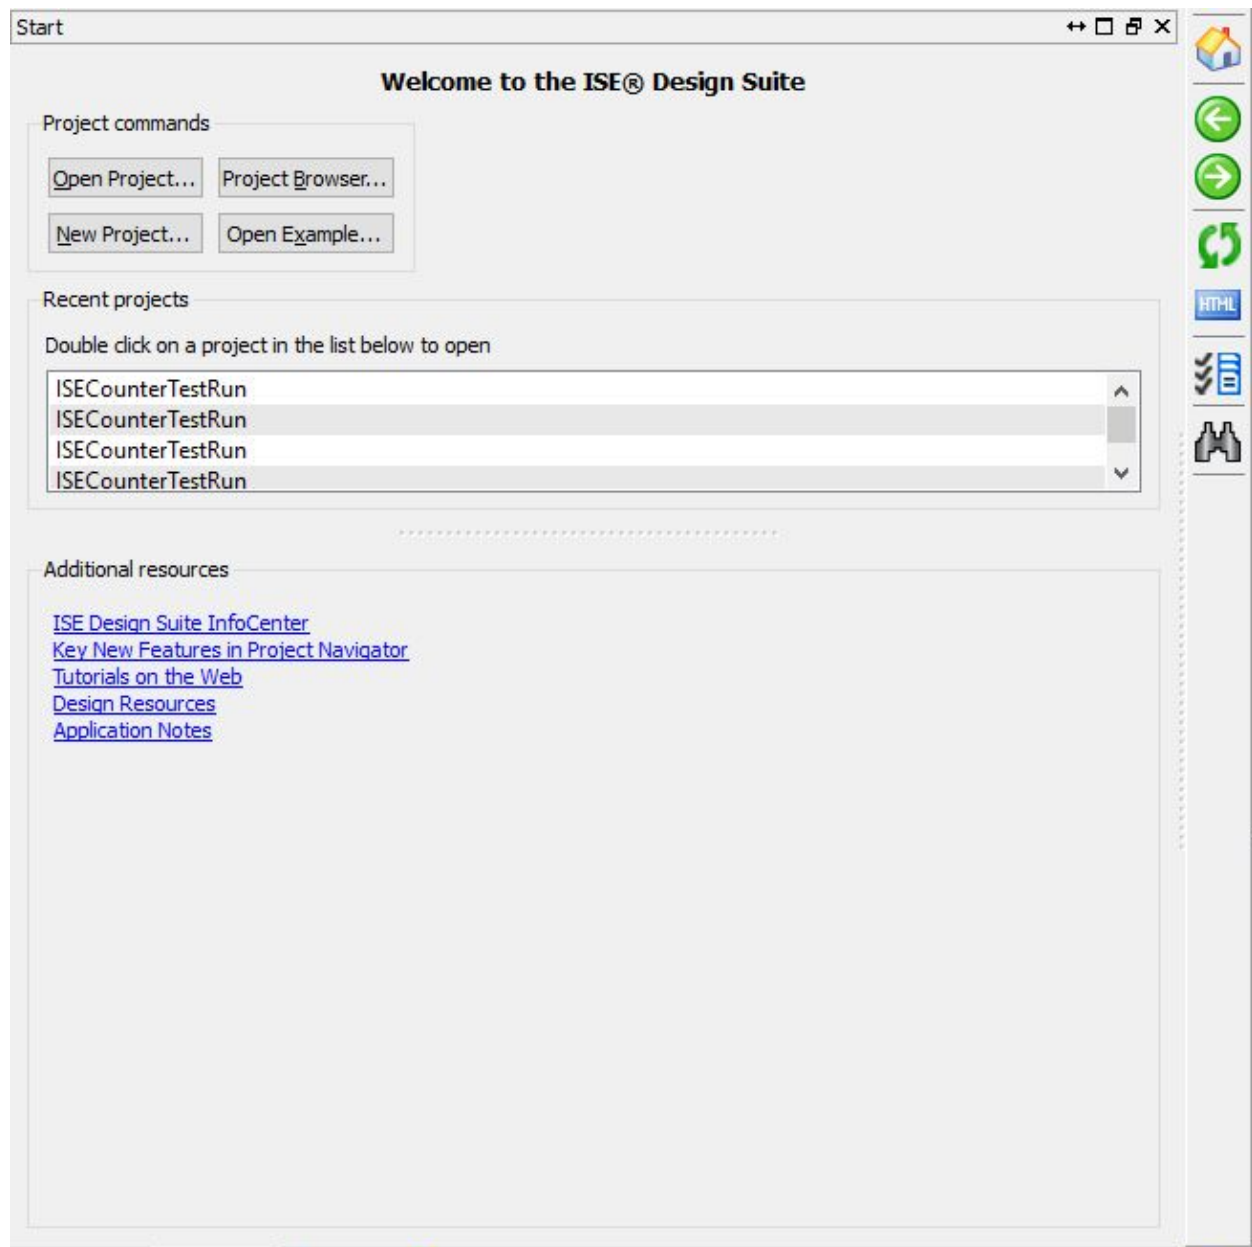 Start
Welcome to the ISE® Design Suite
Project commands
Open Project... Project Browser...
New Project... Open Example...
Recent projects
Double click on a project in the list below to open
ISECounterTestRun
ISECounterTestRun
ISECounterTestRun
ISECounterTestRun
HTML
Additional resources
ISE Design Suite InfoCenter
Key New Features in Project Navigator
Tutorials on the Web
Design Resources
Application Notes